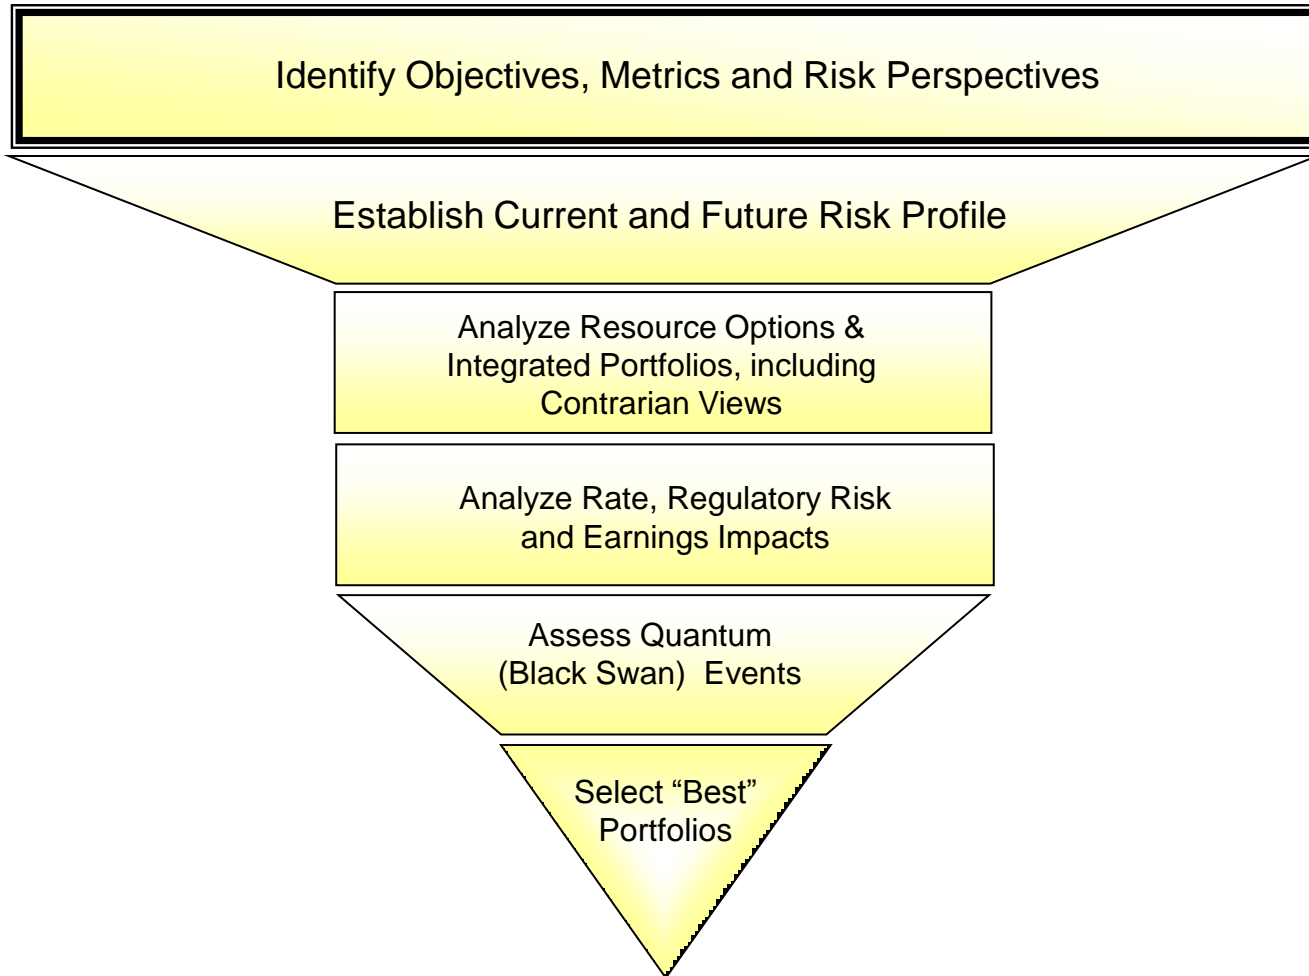 Identify Objectives, Metrics and Risk Perspectives
Establish Current and Future Risk Profile
Analyze Resource Options &
Integrated Portfolios, including
Contrarian Views
Analyze Rate, Regulatory Risk
and Earnings Impacts
Assess Quantum
(Black Swan)  Events
Select “Best”
Portfolios